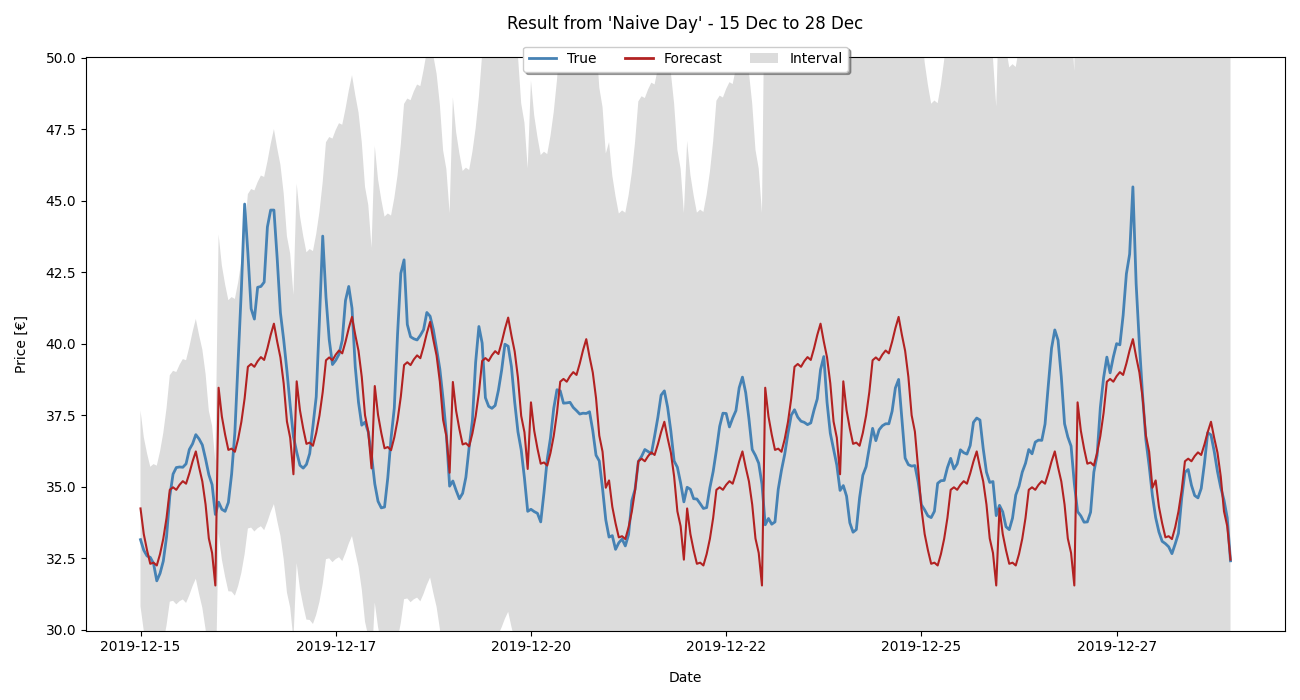 Result from 'Naive Day' - 15 Dec to 28 Dec
True Forecast Interval
50.0
47.5
45.0
42.5
40.0
37.5
35.0
32.5
30.0
Price [€]
2019-12-15 2019-12-17 2019-12-20 2019-12-22 2019-12-25 2019-12-27
Date